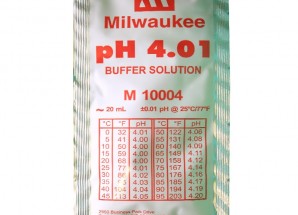 Milwaukee
pH 4.01
BUFFER SOLUTION
M 10004
~ 20 mL ±0.01 pH @ 25°C/77°F
°C °F pH °C °F pH
0 32 4.01 50 122 4.06
5 41 4.00 55 131 4.08
10 50 4.00 60 140 4.09
15 59 4.00 65 149 4.11
20 68 4.00 70 158 4.12
25 77 4.01 75 167 4.14
30 86 4.02 80 176 4.16
35 95 4.03 85 185 4.17
40 104 4.04 90 194 4.19
45 113 4.05 95 203 4.20